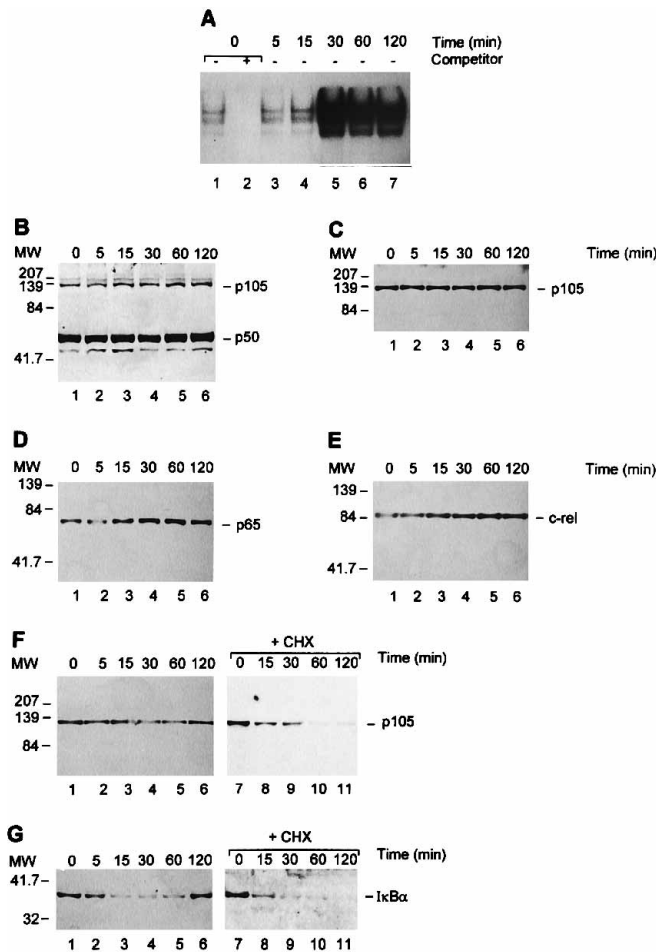 A
0 5 15 30 60 120 Time (min)
- + - - - - - Competitor
1 2 3 4 5 6 7
B
MW 0 5 15 30 60 120
207
139
84
41.7
p105
p50
1 2 3 4 5 6
C
MW 0 5 15 30 60 120 Time (min)
207
139
84
p105
1 2 3 4 5 6
D
MW 0 5 15 30 60 120
139
84
41.7
p65
1 2 3 4 5 6
E
MW 0 5 15 30 60 120 Time (min)
139
84
41.7
c-rel
1 2 3 4 5 6
F
+ CHX
MW 0 5 15 30 60 120 0 15 30 60 120 Time (min)
207
139
84
p105
1 2 3 4 5 6 7 8 9 10 11
G
+ CHX
MW 0 5 15 30 60 120 0 15 30 60 120 Time (min)
41.7
32
IκBα
1 2 3 4 5 6 7 8 9 10 11